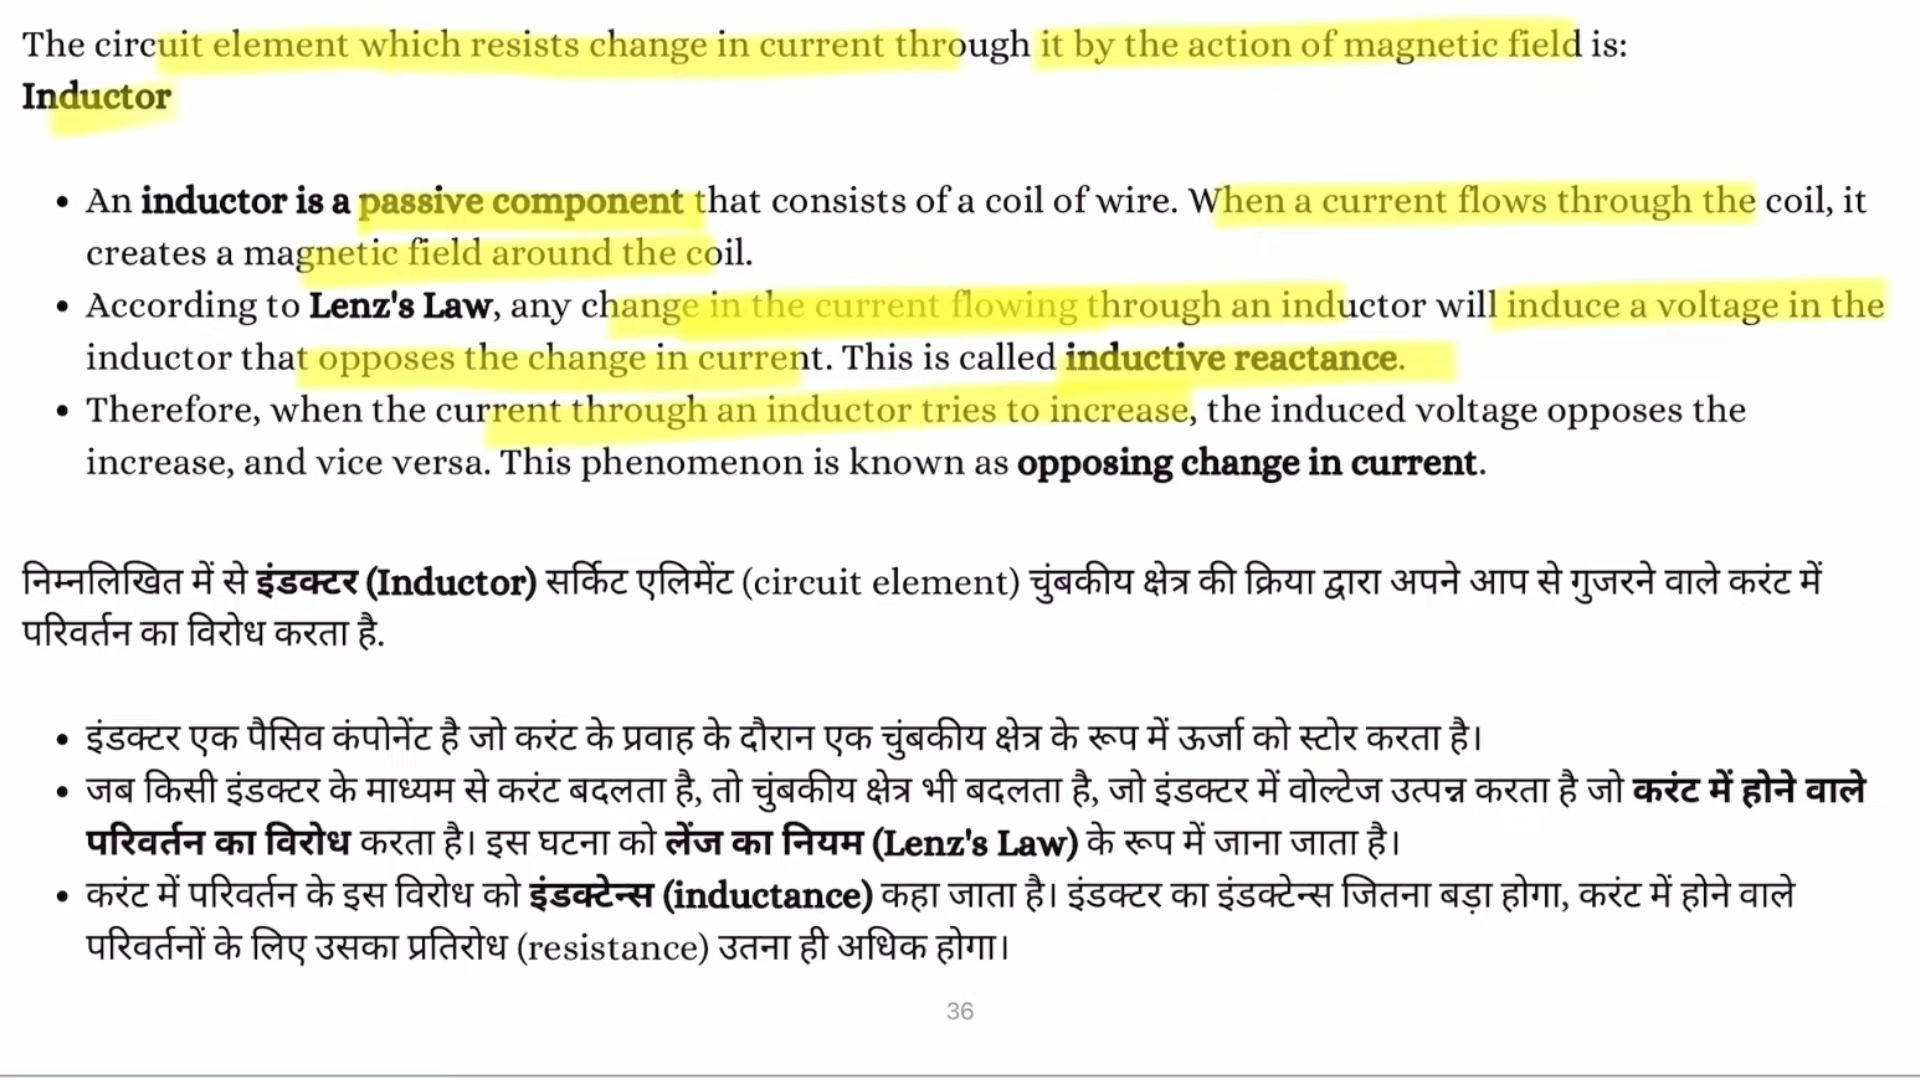 The circuit element which resists change in current through it by the action of magnetic field is:
Inductor
• An inductor is a passive component that consists of a coil of wire. When a current flows through the coil, it
creates a magnetic field around the coil.
• According to Lenz's Law, any change in the current flowing through an inductor will induce a voltage in the
inductor that opposes the change in current. This is called inductive reactance.
• Therefore, when the current through an inductor tries to increase, the induced voltage opposes the
increase, and vice versa. This phenomenon is known as opposing change in current.
निम्नलिखित में से इंडक्टर (Inductor) सर्किट एलिमेंट (circuit element) चुंबकीय क्षेत्र की क्रिया द्वारा अपने आप से गुजरने वाले करंट में
परिवर्तन का विरोध करता है.
• इंडक्टर एक पैसिव कंपोनेंट है जो करंट के प्रवाह के दौरान एक चुंबकीय क्षेत्र के रूप में ऊर्जा को स्टोर करता है।
• जब किसी इंडक्टर के माध्यम से करंट बदलता है, तो चुंबकीय क्षेत्र भी बदलता है, जो इंडक्टर में वोल्टेज उत्पन्न करता है जो करंट में होने वाले
परिवर्तन का विरोध करता है। इस घटना को लेंज का नियम (Lenz's Law) के रूप में जाना जाता है।
• करंट में परिवर्तन के इस विरोध को इंडक्टेन्स (inductance) कहा जाता है। इंडक्टर का इंडक्टेन्स जितना बड़ा होगा, करंट में होने वाले
परिवर्तनों के लिए उसका प्रतिरोध (resistance) उतना ही अधिक होगा।
36